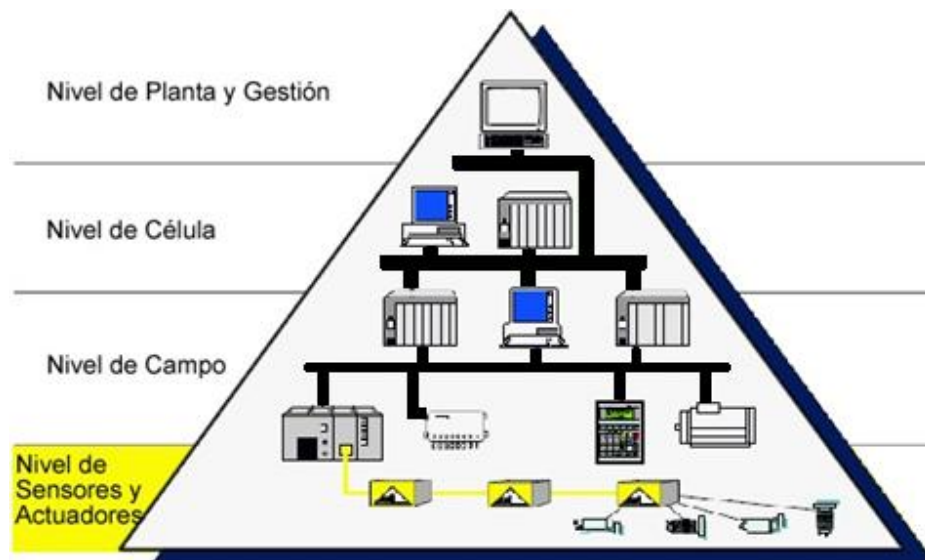 Nivel de Planta y Gestión
Nivel de Célula
Nivel de Campo
Nivel de
Sensores y
Actuadores